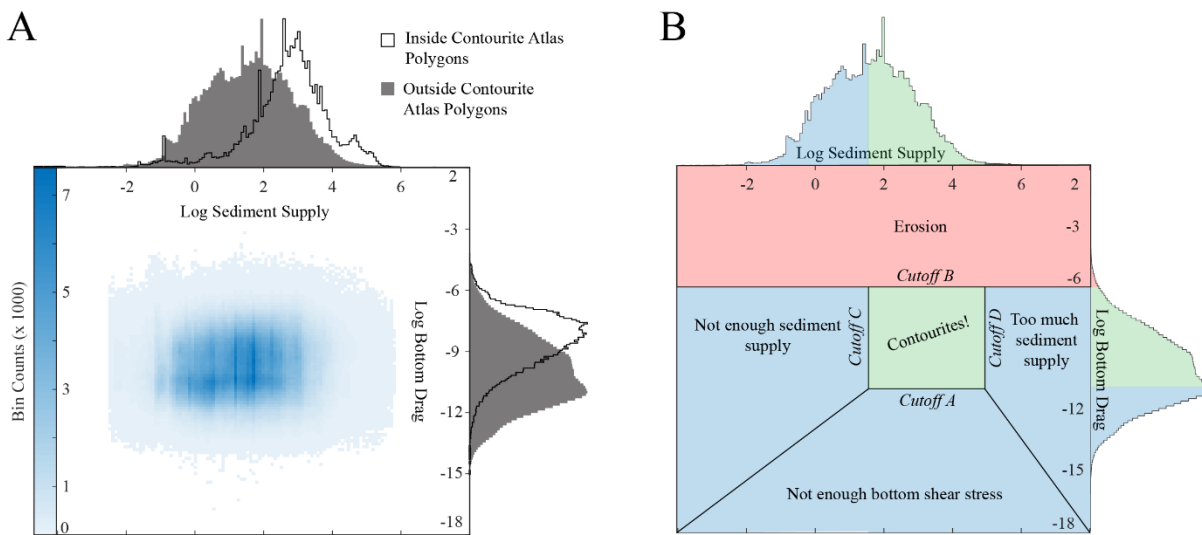 A
Inside Contourite Atlas
Polygons
Outside Contourite
Atlas Polygons
-2 0 2 4 6
Log Sediment Supply
Bin Counts (x 1000)
7
5
3
1
0
2
-3
-6
-9
-12
-15
-18
Log Bottom Drag
B
Log Sediment Supply
-2 0 2 4 2
Erosion
-3
Cutoff B
-6
Not enough sediment
supply
Cutoff C
Contourites!
Cutoff D
Too much
sediment
supply
Log Bottom Drag
Cutoff A
-12
-15
Not enough bottom shear stress
-18